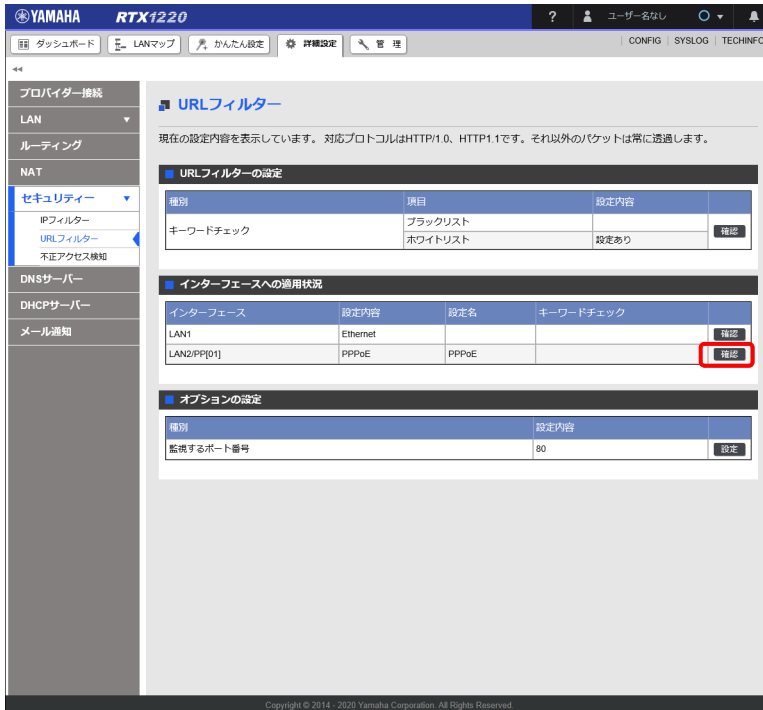 YAMAHA RTX1220 ? ユーザー名なし
ダッシュボード LANマップ かんたん設定 詳細設定 管 理 CONFIG SYSLOG TECHINFO
プロバイダー接続
LAN
ルーティング
NAT
セキュリティー
IPフィルター
URLフィルター
不正アクセス検知
DNSサーバー
DHCPサーバー
メール通知
URLフィルター
現在の設定内容を表示しています。 対応プロトコルはHTTP/1.0、HTTP1.1です。それ以外のパケットは常に透過します。
URLフィルターの設定
種別 項目 設定内容
キーワードチェック ブラックリスト 確認
ホワイトリスト 設定あり
インターフェースへの適用状況
インターフェース 設定内容 設定名 キーワードチェック
LAN1 Ethernet 確認
LAN2/PP[01] PPPoE PPPoE 確認
オプションの設定
種別 設定内容
監視するポート番号 80 設定
Copyright © 2014 - 2020 Yamaha Corporation. All Rights Reserved.